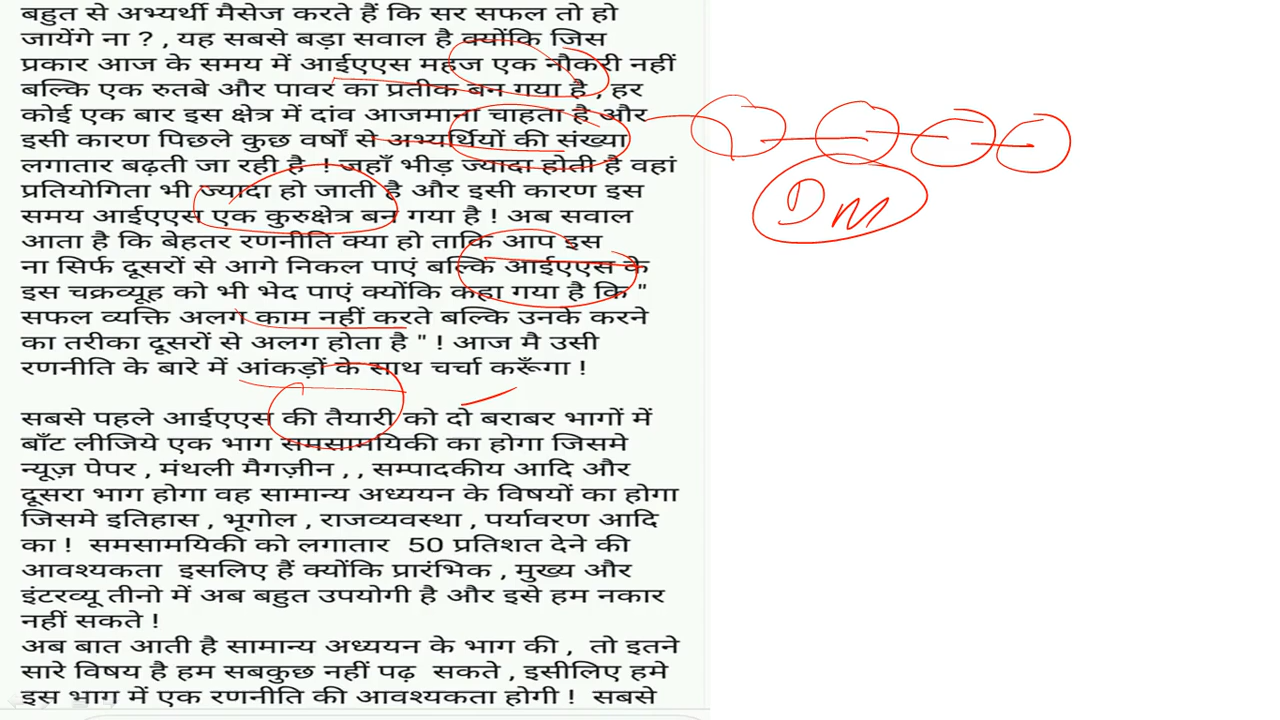 बहुत से अभ्यर्थी मैसेज करते हैं कि सर सफल तो हो
जायेंगे ना ? , यह सबसे बड़ा सवाल है क्योंकि जिस
प्रकार आज के समय में आईएएस महज एक नौकरी नहीं
बल्कि एक रुतबे और पावर का प्रतीक बन गया है , हर
कोई एक बार इस क्षेत्र में दांव आजमाना चाहता है और
इसी कारण पिछले कुछ वर्षों से अभ्यर्थियों की संख्या
लगातार बढ़ती जा रही है ! जहाँ भीड़ ज्यादा होती है वहां
प्रतियोगिता भी ज्यादा हो जाती है और इसी कारण इस
समय आईएएस एक कुरुक्षेत्र बन गया है ! अब सवाल
आता है कि बेहतर रणनीति क्या हो ताकि आप इस
ना सिर्फ दूसरों से आगे निकल पाएं बल्कि आईएएस के
इस चक्रव्यूह को भी भेद पाएं क्योंकि कहा गया है कि "
सफल व्यक्ति अलग काम नहीं करते बल्कि उनके करने
का तरीका दूसरों से अलग होता है " ! आज मै उसी
रणनीति के बारे में आंकड़ों के साथ चर्चा करूँगा !
सबसे पहले आईएएस की तैयारी को दो बराबर भागों में
बाँट लीजिये एक भाग समसामयिकी का होगा जिसमे
न्यूज़ पेपर , मंथली मैगज़ीन , , सम्पादकीय आदि और
दूसरा भाग होगा वह सामान्य अध्ययन के विषयों का होगा
जिसमे इतिहास , भूगोल , राजव्यवस्था , पर्यावरण आदि
का ! समसामयिकी को लगातार 50 प्रतिशत देने की
आवश्यकता इसलिए हैं क्योंकि प्रारंभिक , मुख्य और
इंटरव्यू तीनो में अब बहुत उपयोगी है और इसे हम नकार
नहीं सकते !
अब बात आती है सामान्य अध्ययन के भाग की , तो इतने
सारे विषय है हम सबकुछ नहीं पढ़ सकते , इसीलिए हमे
इस भाग में एक रणनीति की आवश्यकता होगी ! सबसे
DM